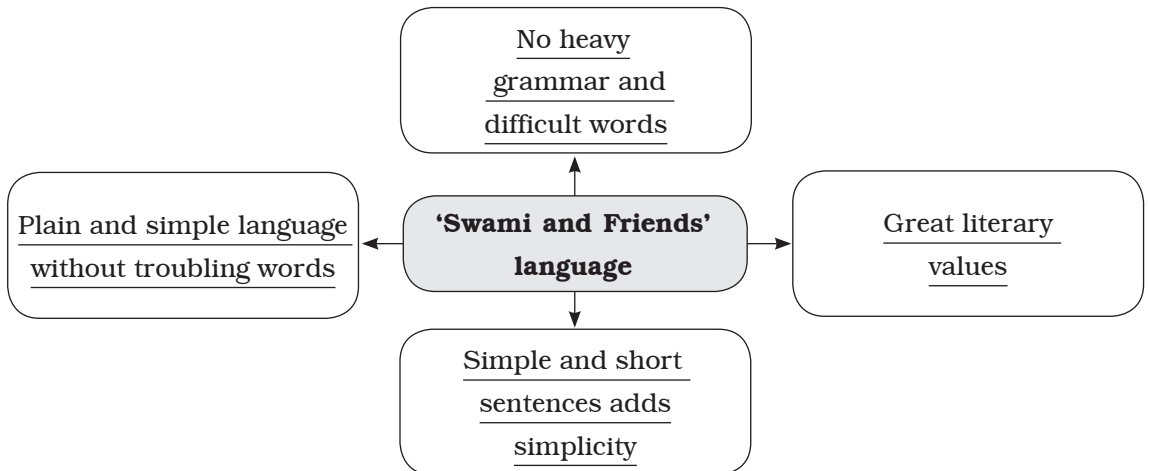 No heavy
grammar and
difficult words
Plain and simple language
without troubling words
‘Swami and Friends’
language
Great literary
values
Simple and short
sentences adds
simplicity